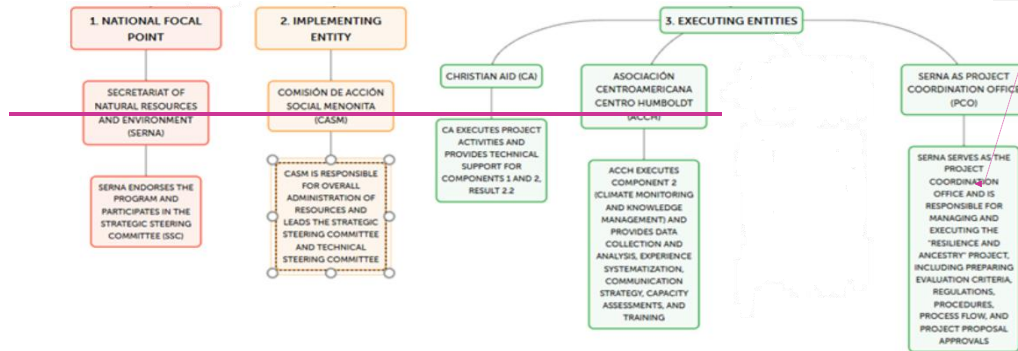 1. NATIONAL FOCAL
POINT
SECRETARIAT OF
NATURAL RESOURCES
AND ENVIRONMENT
(SERNA)
SERNA ENDORSES THE
PROGRAM AND
PARTICIPATES IN THE
STRATEGIC STEERING
COMMITTEE (SSC)
2. IMPLEMENTING
ENTITY
COMISIÓN DE ACCIÓN
SOCIAL MENONITA
(CASM)
CASM IS RESPONSIBLE
FOR OVERALL
ADMINISTRATION OF
RESOURCES AND
LEADS THE STRATEGIC
STEERING COMMITTEE
AND TECHNICAL
STEERING COMMITTEE
3. EXECUTING ENTITIES
CHRISTIAN AID (CA)
CA EXECUTES PROJECT
ACTIVITIES AND
PROVIDES TECHNICAL
SUPPORT FOR
COMPONENTS 1 AND 2,
RESULT 2.2
ASOCIACIÓN
CENTROAMERICANA
CENTRO HUMBOLDT
(ACCH)
ACCH EXECUTES
COMPONENT 2
(CLIMATE MONITORING
AND KNOWLEDGE
MANAGEMENT) AND
PROVIDES DATA
COLLECTION AND
ANALYSIS, EXPERIENCE
SYSTEMATIZATION,
COMMUNICATION
STRATEGY, CAPACITY
ASSESSMENTS, AND
TRAINING
SERNA AS PROJECT
COORDINATION OFFICE
(PCO)
SERNA SERVES AS THE
PROJECT
COORDINATION
OFFICE AND IS
RESPONSIBLE FOR
MANAGING AND
EXECUTING THE
"RESILIENCE AND
ANCESTRY" PROJECT,
INCLUDING PREPARING
EVALUATION CRITERIA,
REGULATIONS,
PROCEDURES,
PROCESS FLOW, AND
PROJECT PROPOSAL
APPROVALS